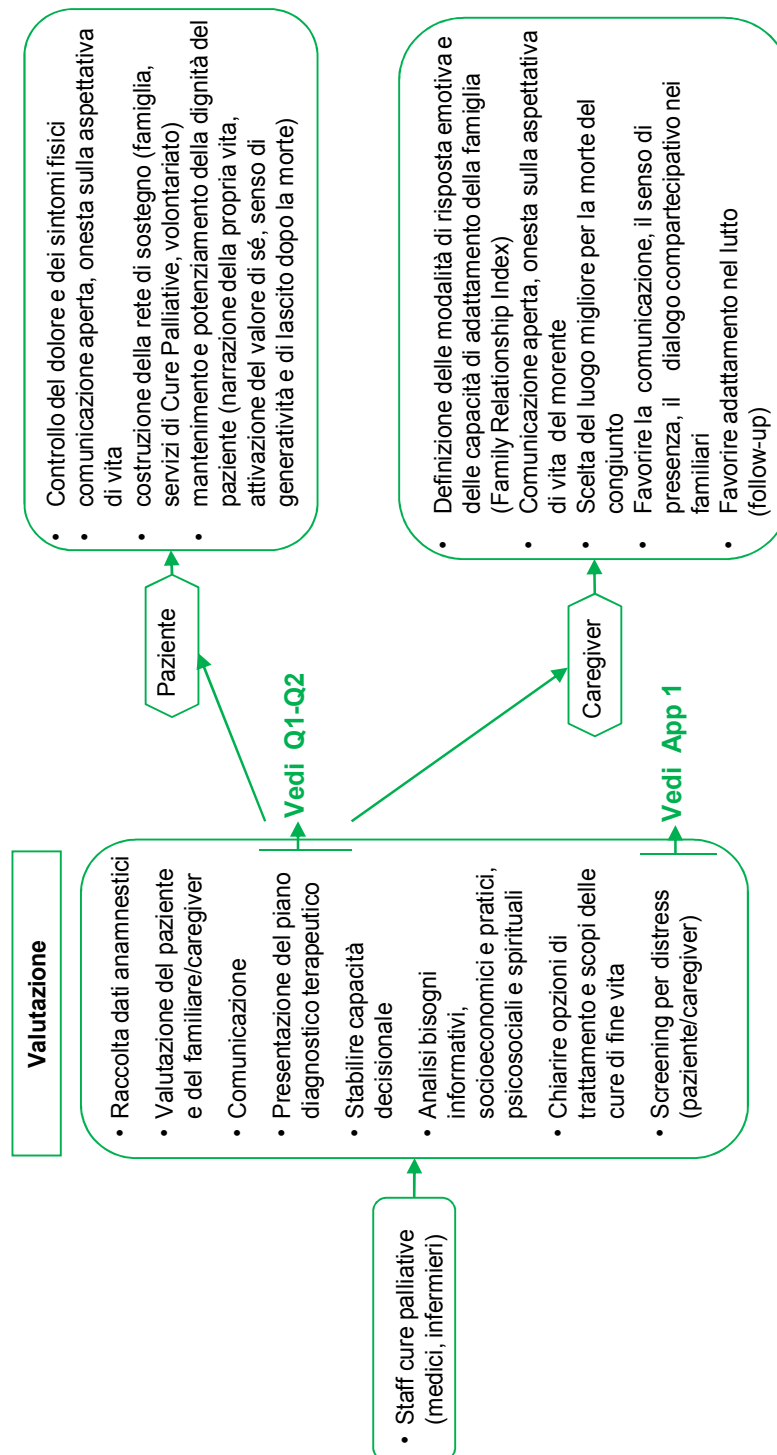 Valutazione
• Staff cure palliative
(medici, infermieri)
• Raccolta dati anamnestici
• Valutazione del paziente
e del familiare/caregiver
• Comunicazione
• Presentazione del piano
diagnostico terapeutico
• Stabilire capacità
decisionale
• Analisi bisogni
informativi,
socioeconomici e pratici,
psicosociali e spirituali
• Chiarire opzioni di
trattamento e scopi delle
cure di fine vita
• Screening per distress
(paziente/caregiver)
Vedi Q1-Q2
Vedi App 1
Paziente
• Controllo del dolore e dei sintomi fisici
• comunicazione aperta, onesta sulla aspettativa
di vita
• costruzione della rete di sostegno (famiglia,
servizi di Cure Palliative, volontariato)
• mantenimento e potenziamento della dignità del
paziente (narrazione della propria vita,
attivazione del valore di sé, senso di
generatività e di lascito dopo la morte)
Caregiver
• Definizione delle modalità di risposta emotiva e
delle capacità di adattamento della famiglia
(Family Relationship Index)
• Comunicazione aperta, onesta sulla aspettativa
di vita del morente
• Scelta del luogo migliore per la morte del
congiunto
• Favorire la comunicazione, il senso di
presenza, il dialogo compartecipativo nei
familiari
• Favorire adattamento nel lutto
(follow-up)